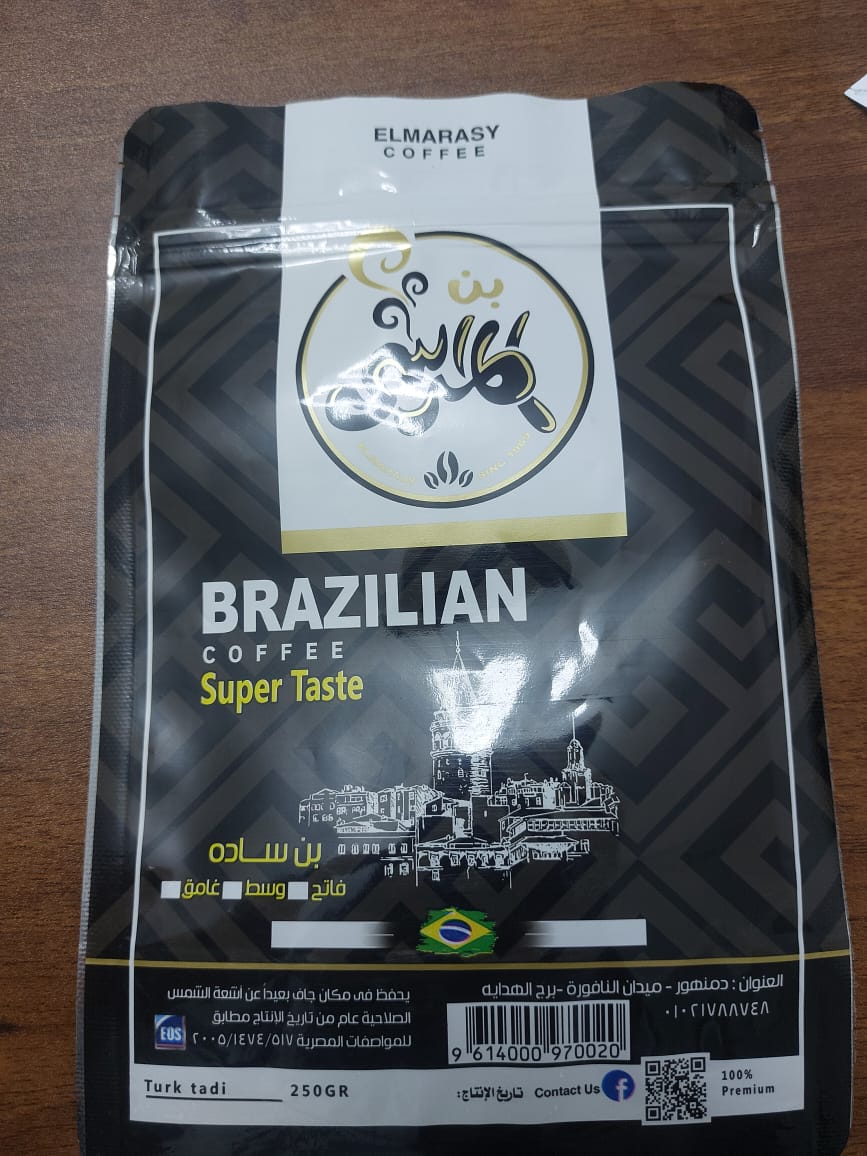 ELMARASY
COFFEE
بن
المراسي
BRAZILIAN
COFFEE
Super Taste
بن ساده
فاتح وسط غامق
العنوان : دمنهور - ميدان النافورة -برج الهدايه
٠١٠٢١٧٨٨٧٤٨
يحفظ فى مكان جاف بعيداً عن أشعة الشمس
الصلاحية عام من تاريخ الإنتاج مطابق
للمواصفات المصرية ٢٠٠٥/١٤٧٤/٥١٧
EOS
9 614000 970020
Turk tadi 250GR
تاريخ الإنتاج:
Contact Us
100%
Premium